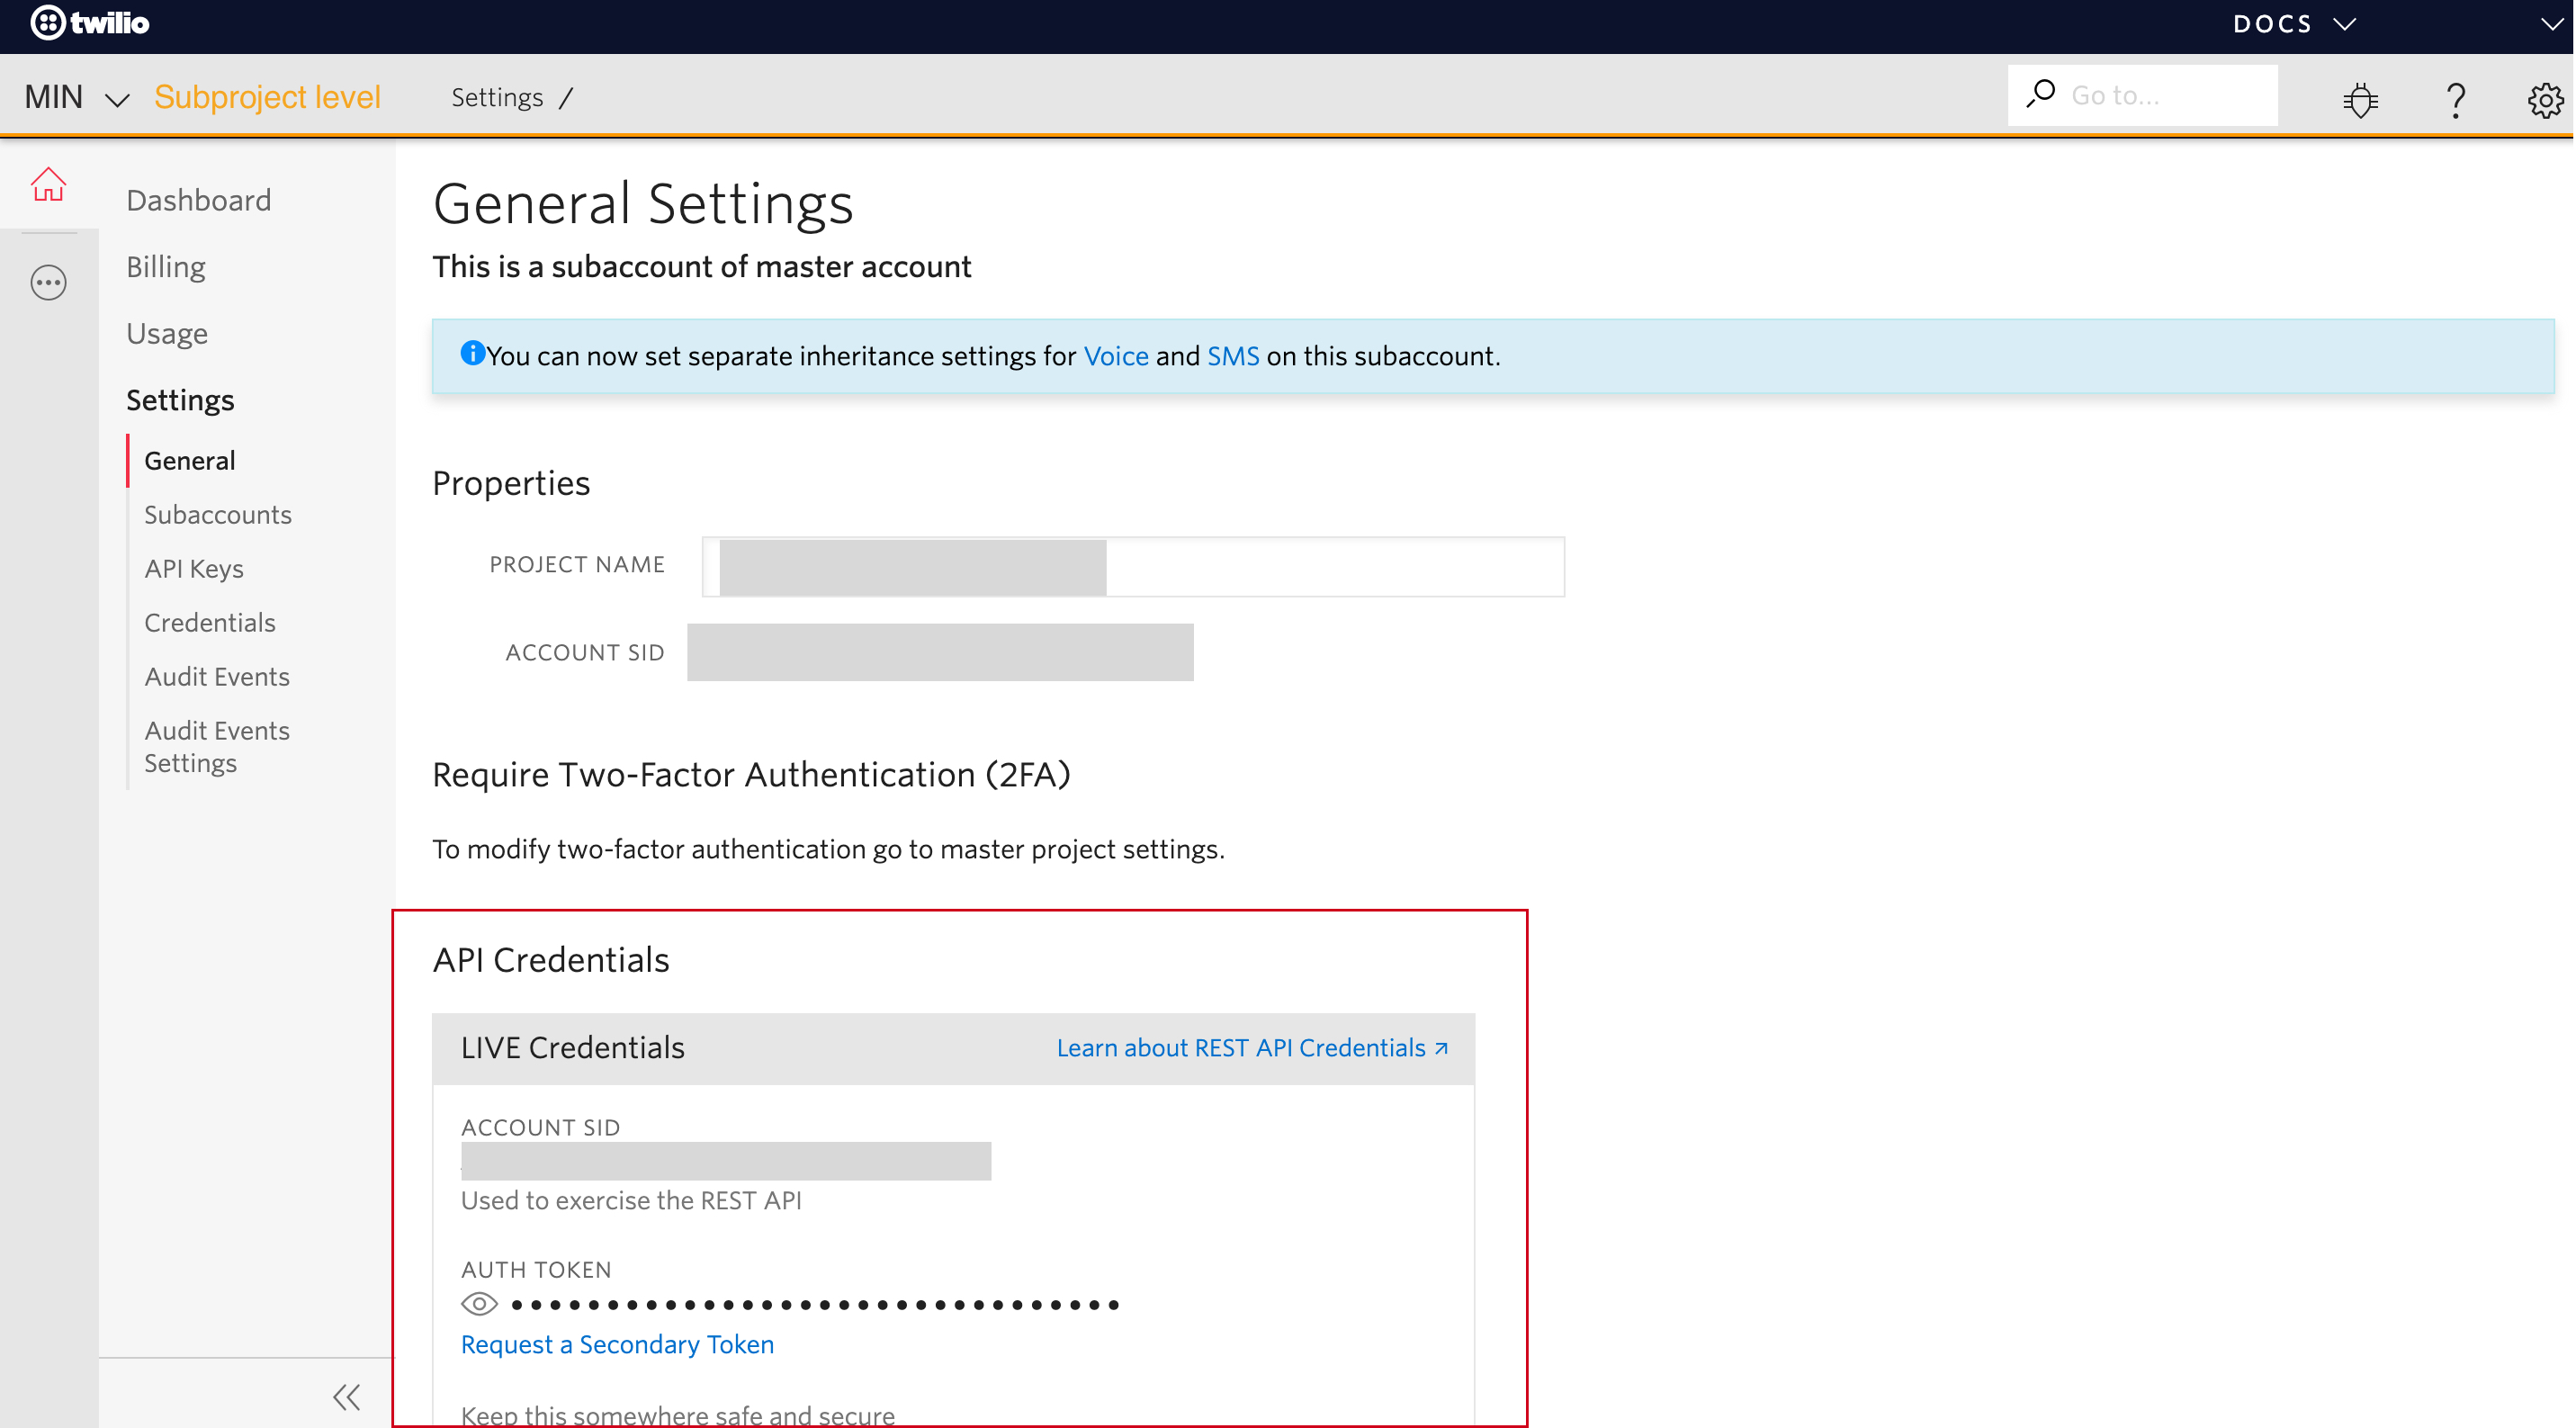 twilio
DOCS
MIN Subproject level Settings / Go to...
Dashboard
Billing
Usage
Settings
General
Subaccounts
API Keys
Credentials
Audit Events
Audit Events
Settings
General Settings
This is a subaccount of master account
You can now set separate inheritance settings for Voice and SMS on this subaccount.
Properties
PROJECT NAME
ACCOUNT SID
Require Two-Factor Authentication (2FA)
To modify two-factor authentication go to master project settings.
API Credentials
LIVE Credentials Learn about REST API Credentials
ACCOUNT SID
Used to exercise the REST API
AUTH TOKEN
Request a Secondary Token
Keep this somewhere safe and secure